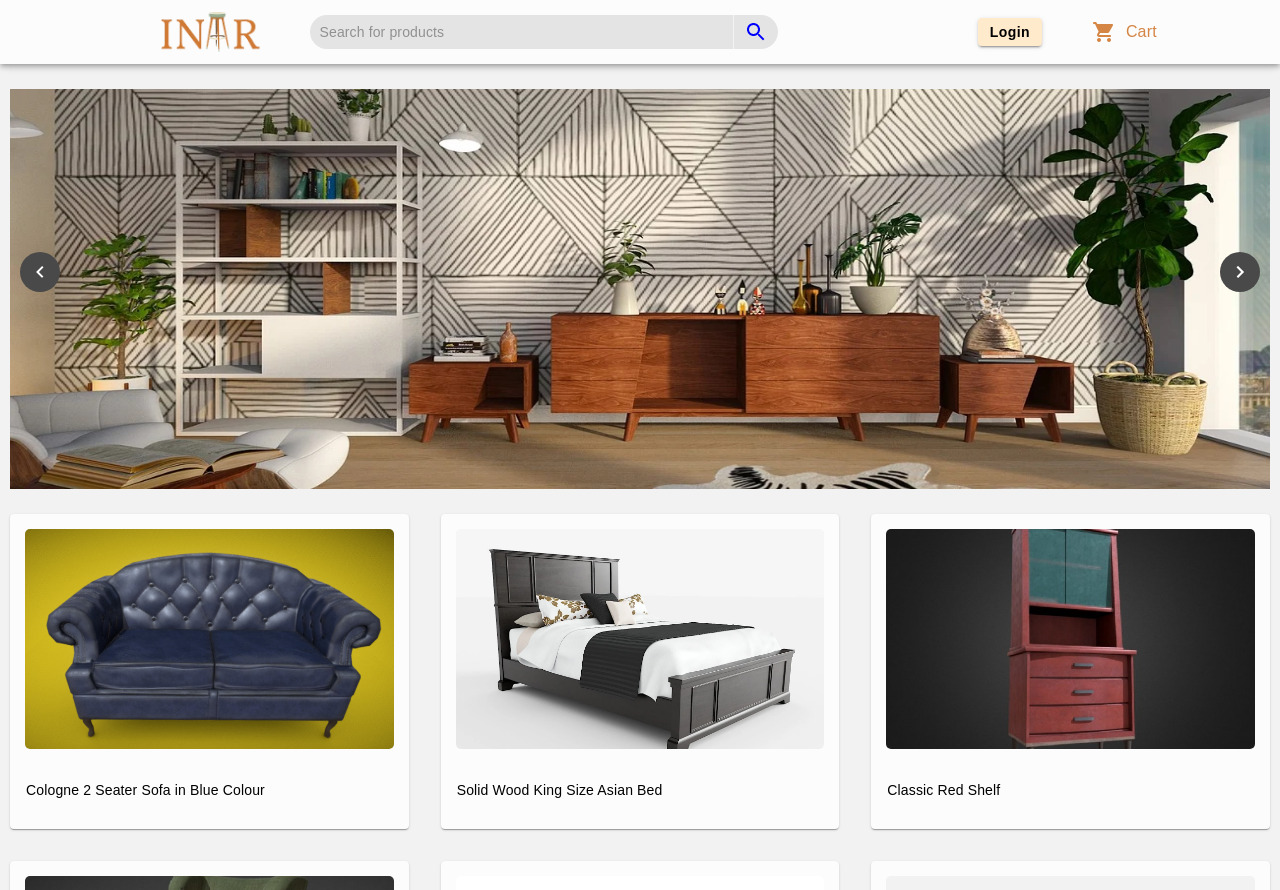 INAR
Search for products
Login
Cart
Cologne 2 Seater Sofa in Blue Colour
Solid Wood King Size Asian Bed
Classic Red Shelf